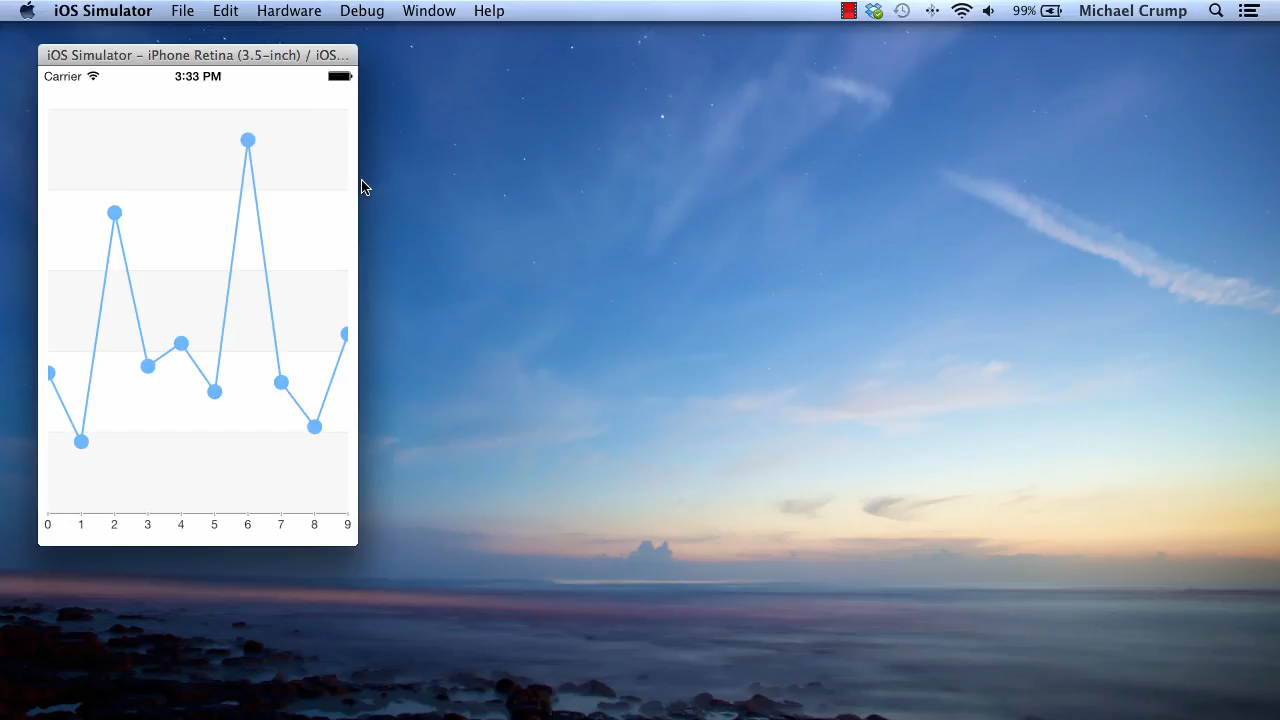 iOS Simulator File Edit Hardware Debug Window Help 99% Michael Crump
iOS Simulator - iPhone Retina (3.5-inch) / iOS...
Carrier 3:33 PM
0 1 2 3 4 5 6 7 8 9